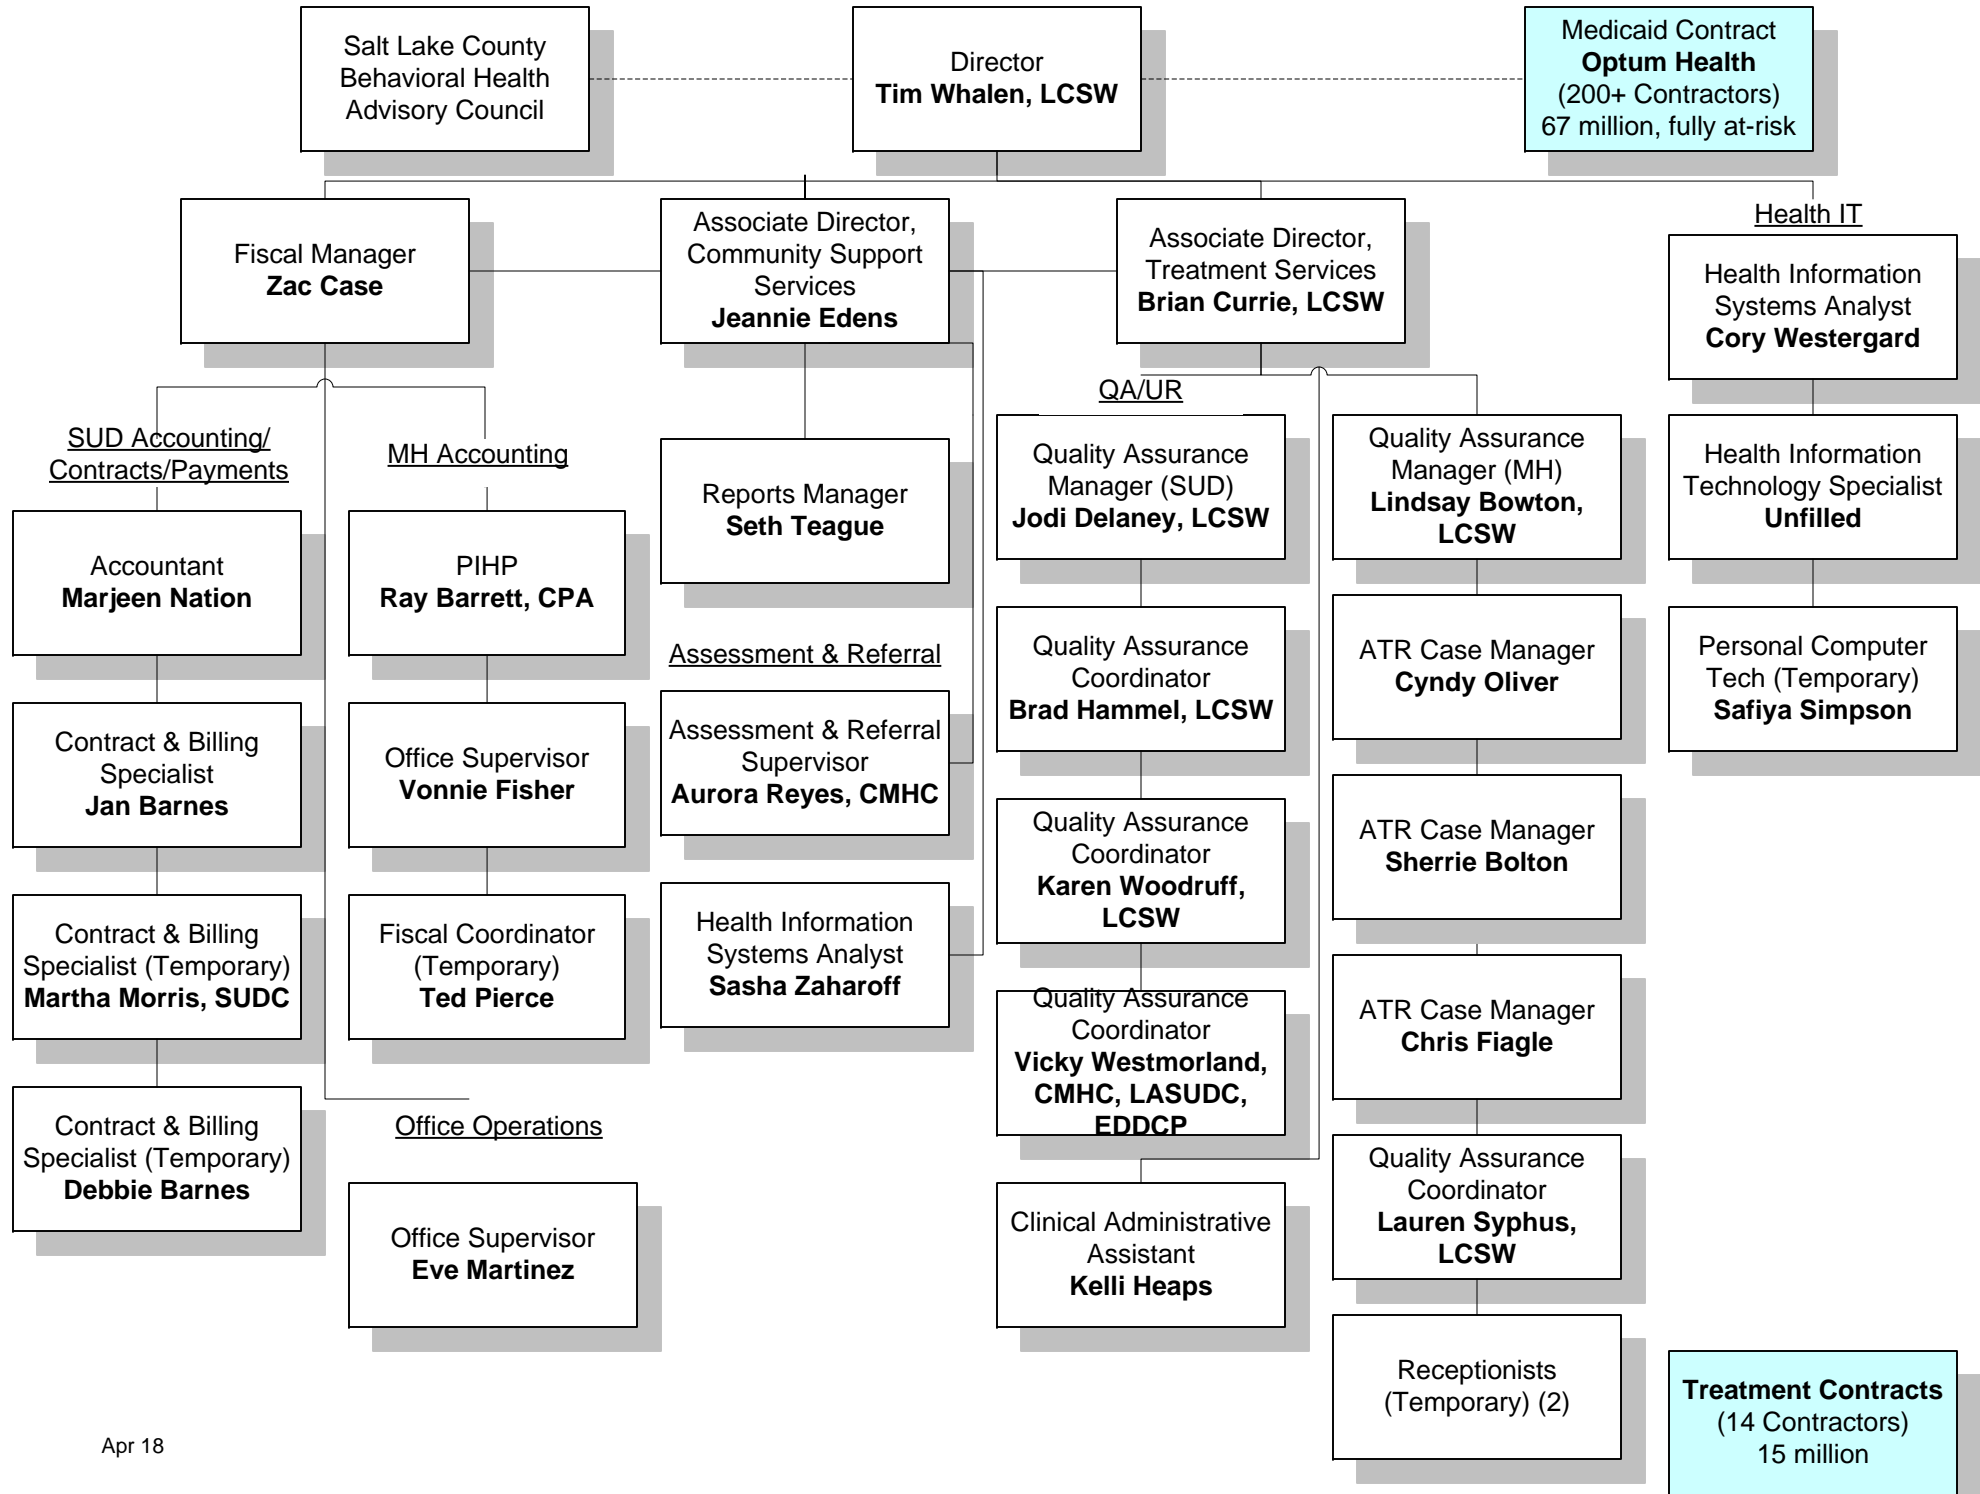 Salt Lake County
Behavioral Health
Advisory Council
Director
Tim Whalen, LCSW
Medicaid Contract
Optum Health
(200+ Contractors)
67 million, fully at-risk
Fiscal Manager
Zac Case
Associate Director,
Community Support
Services
Jeannie Edens
Associate Director,
Treatment Services
Brian Currie, LCSW
Health IT
Health Information
Systems Analyst
Cory Westergard
SUD Accounting/
Contracts/Payments
MH Accounting
QA/UR
Reports Manager
Seth Teague
Quality Assurance
Manager (SUD)
Jodi Delaney, LCSW
Quality Assurance
Manager (MH)
Lindsay Bowton,
LCSW
Health Information
Technology Specialist
Unfilled
Accountant
Marjeen Nation
PIHP
Ray Barrett, CPA
Assessment & Referral
Quality Assurance
Coordinator
Brad Hammel, LCSW
ATR Case Manager
Cyndy Oliver
Personal Computer
Tech (Temporary)
Safiya Simpson
Contract & Billing
Specialist
Jan Barnes
Office Supervisor
Vonnie Fisher
Assessment & Referral
Supervisor
Aurora Reyes, CMHC
Quality Assurance
Coordinator
Karen Woodruff,
LCSW
ATR Case Manager
Sherrie Bolton
Contract & Billing
Specialist (Temporary)
Martha Morris, SUDC
Fiscal Coordinator
(Temporary)
Ted Pierce
Health Information
Systems Analyst
Sasha Zaharoff
Quality Assurance
Coordinator
Vicky Westmorland,
CMHC, LASUDC,
EDDCP
ATR Case Manager
Chris Fiagle
Contract & Billing
Specialist (Temporary)
Debbie Barnes
Office Operations
Office Supervisor
Eve Martinez
Clinical Administrative
Assistant
Kelli Heaps
Quality Assurance
Coordinator
Lauren Syphus,
LCSW
Receptionists
(Temporary) (2)
Treatment Contracts
(14 Contractors)
15 million
Apr 18